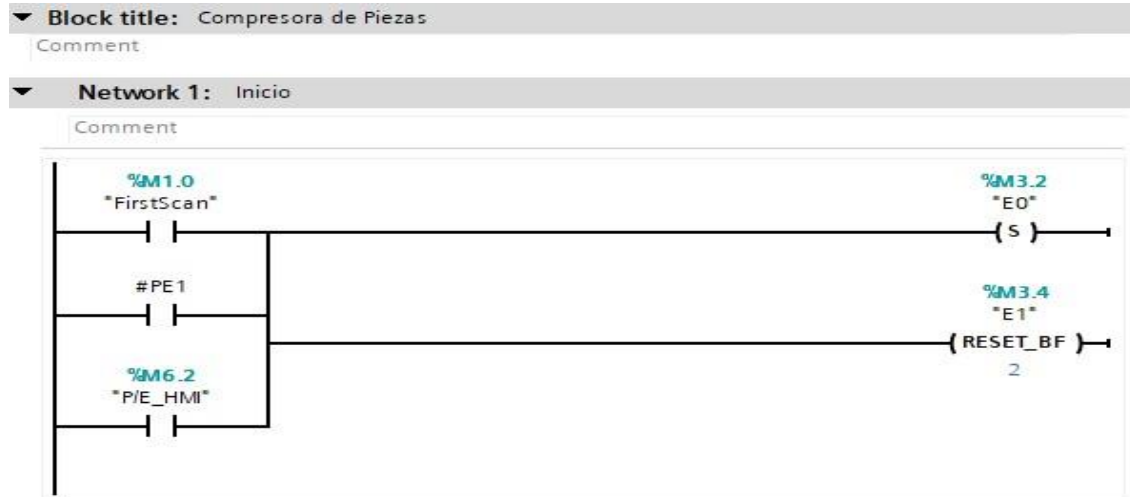 Block title: Compresora de Piezas
Comment
Network 1: Inicio
Comment
%M1.0
"FirstScan"
%M3.2
"E0"
S
#PE1
%M3.4
"E1"
RESET_BF
2
%M6.2
"P/E_HMI"